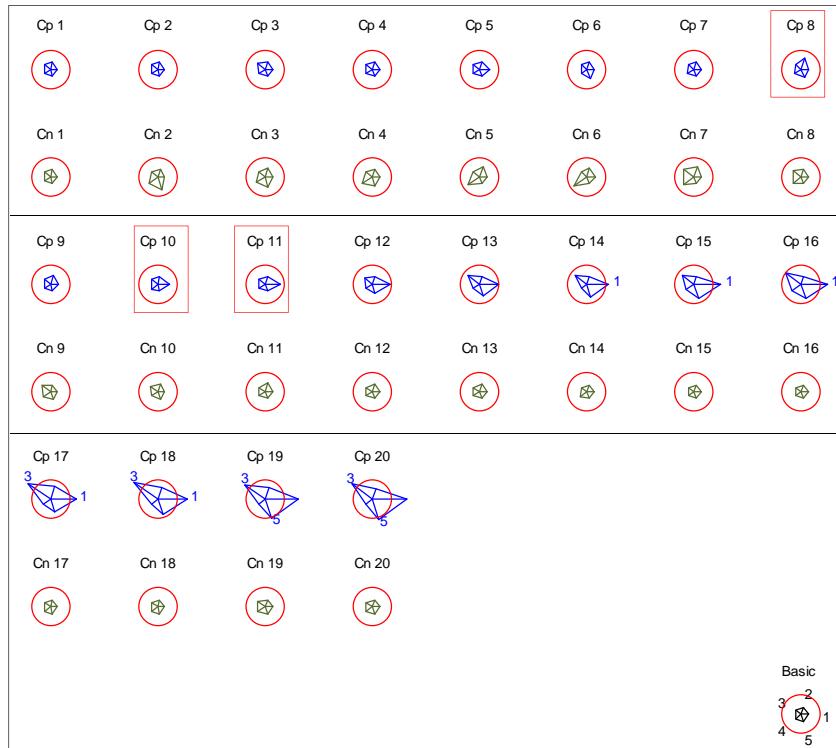 Cp 1 Cp 2 Cp 3 Cp 4 Cp 5 Cp 6 Cp 7 Cp 8
Cn 1 Cn 2 Cn 3 Cn 4 Cn 5 Cn 6 Cn 7 Cn 8
Cp 9 Cp 10 Cp 11 Cp 12 Cp 13 Cp 14 Cp 15 Cp 16
1 1 1
Cn 9 Cn 10 Cn 11 Cn 12 Cn 13 Cn 14 Cn 15 Cn 16
Cp 17 Cp 18 Cp 19 Cp 20
3 3 3 3
1 1
5 5
Cn 17 Cn 18 Cn 19 Cn 20
Basic
2
3
1
4
5